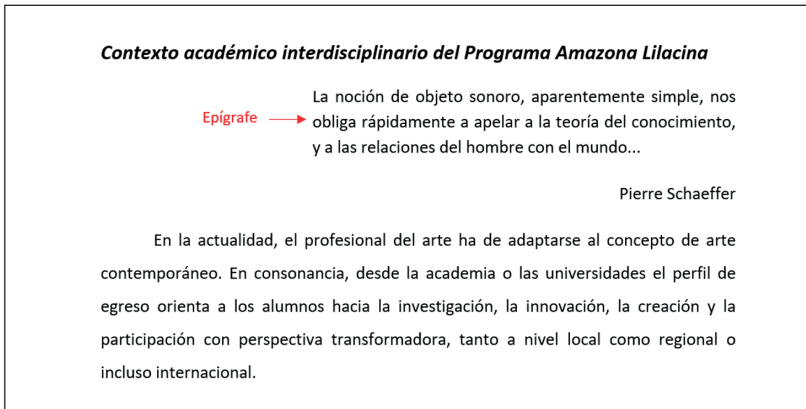 Contexto académico interdisciplinario del Programa Amazona Lilacina
La noción de objeto sonoro, aparentemente simple, nos
Epígrafe obliga rápidamente a apelar a la teoría del conocimiento,
y a las relaciones del hombre con el mundo...
Pierre Schaeffer
En la actualidad, el profesional del arte ha de adaptarse al concepto de arte
contemporáneo. En consonancia, desde la academia o las universidades el perfil de
egreso orienta a los alumnos hacia la investigación, la innovación, la creación y la
participación con perspectiva transformadora, tanto a nivel local como regional o
incluso internacional.